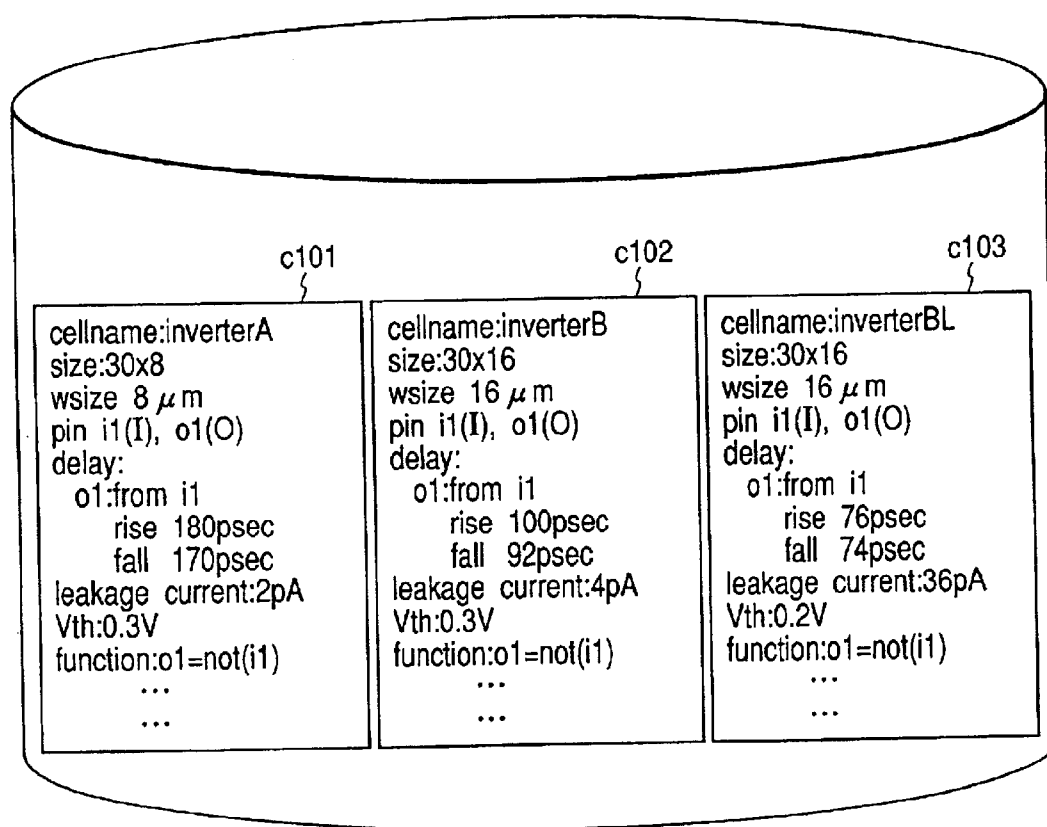 c101
cellname:inverterA
size:30x8
wsize 8 μm
pin i1(I), o1(O)
delay:
o1:from i1
rise 180psec
fall 170psec
leakage current:2pA
Vth:0.3V
function:o1=not(i1)
...
...
c102
cellname:inverterB
size:30x16
wsize 16 μm
pin i1(I), o1(O)
delay:
o1:from i1
rise 100psec
fall 92psec
leakage current:4pA
Vth:0.3V
function:o1=not(i1)
...
...
c103
cellname:inverterBL
size:30x16
wsize 16 μm
pin i1(I), o1(O)
delay:
o1:from i1
rise 76psec
fall 74psec
leakage current:36pA
Vth:0.2V
function:o1=not(i1)
...
...